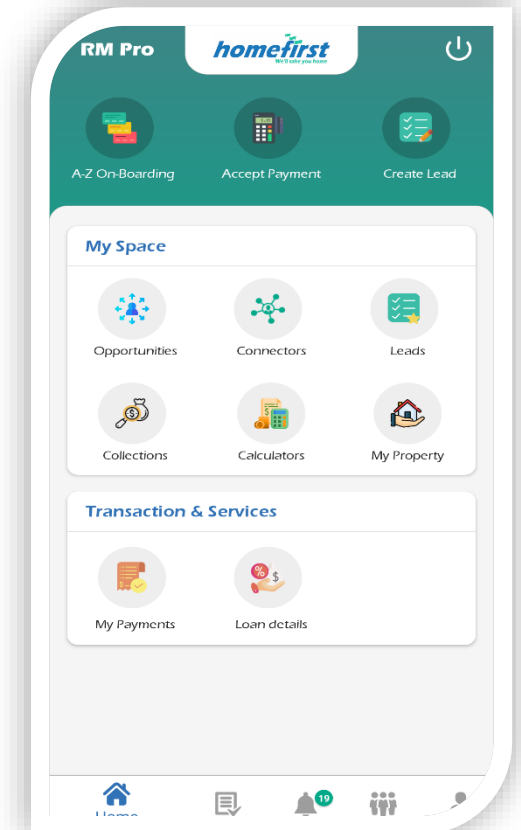 RM Pro
homefirst
We'll take you home
A-Z On-Boarding
Accept Payment
Create Lead
My Space
Opportunities
Connectors
Leads
Collections
Calculators
My Property
Transaction & Services
My Payments
Loan details
19
Home